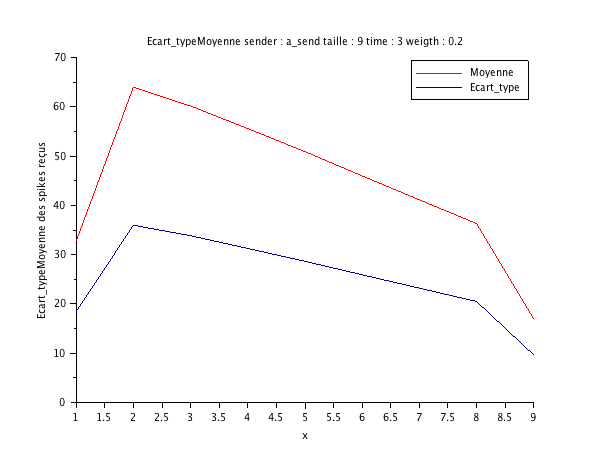 Ecart_typeMoyenne sender : a_send taille : 9 time : 3 weigth : 0.2
Moyenne
Ecart_type
Ecart_typeMoyenne des spikes reçus
70
60
50
40
30
20
10
0
1 1.5 2 2.5 3 3.5 4 4.5 5 5.5 6 6.5 7 7.5 8 8.5 9
x